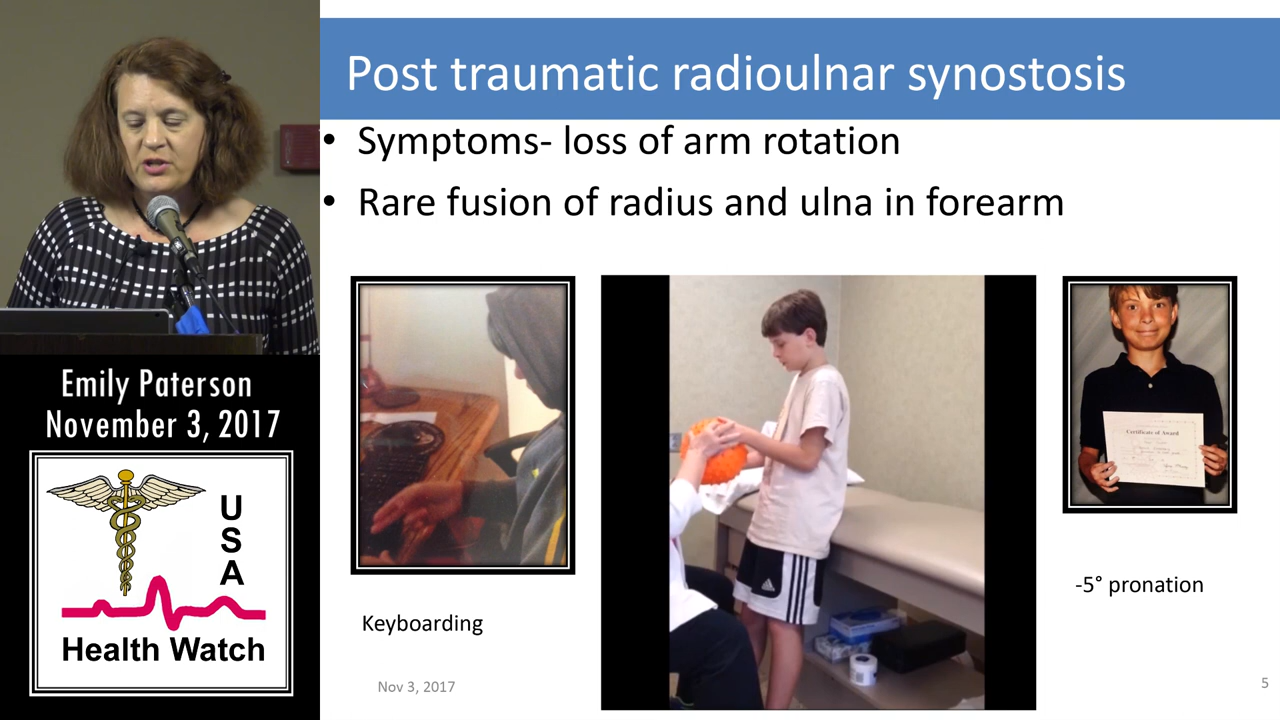 Post traumatic radioulnar synostosis
• Symptoms- loss of arm rotation
• Rare fusion of radius and ulna in forearm
Certificate of Award
Keyboarding
-5° pronation
Nov 3, 2017
5
Emily Paterson
November 3, 2017
USA
Health Watch